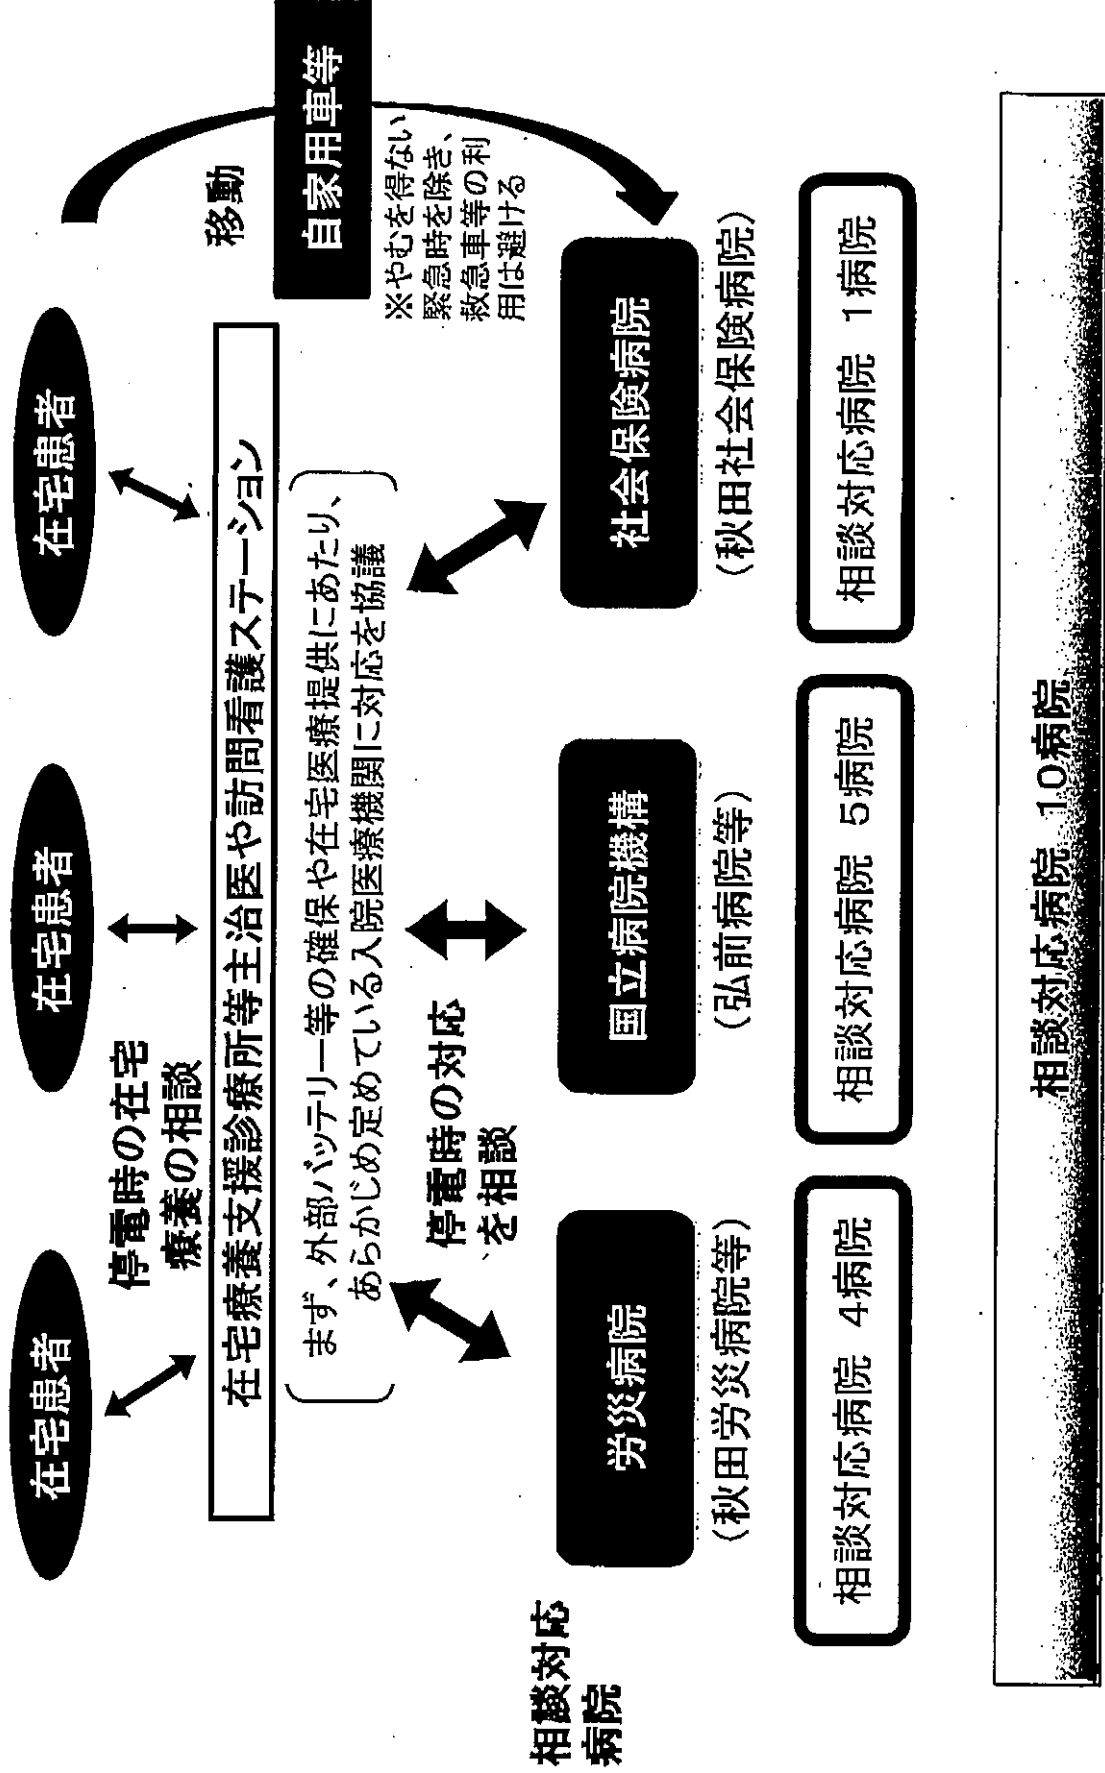 在宅患者
在宅患者
在宅患者
停電時の在宅
療養の相談
移動
自家用車等
※やむを得ない
緊急時を除き、
救急車等の利
用は避ける
在宅療養支援診療所等主治医や訪問看護ステーション
まず、外部バッテリー等の確保や在宅医療提供にあたり、
あらかじめ定めている入院医療機関に対応を協議
停電時の対応
を相談
相談対応
病院
労災病院
国立病院機構
社会保険病院
(秋田労災病院等)
(弘前病院等)
(秋田社会保険病院)
相談対応病院 4病院
相談対応病院 5病院
相談対応病院 1病院
相談対応病院 10病院